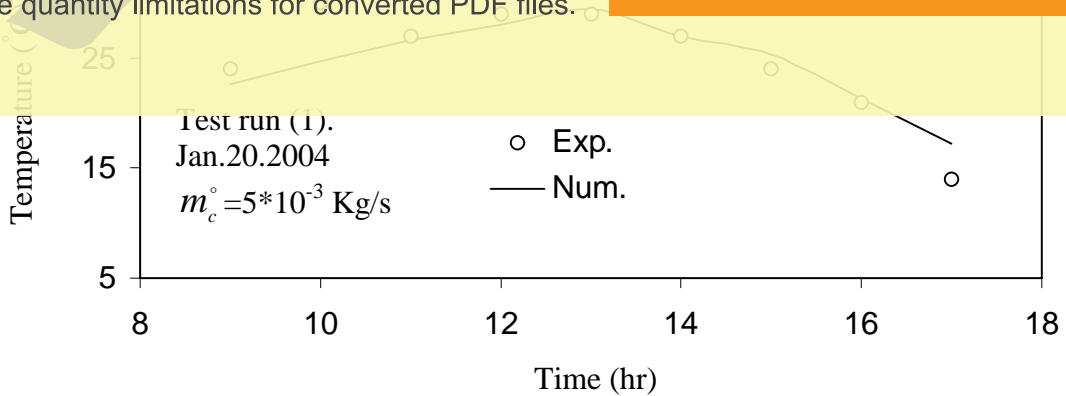 e quantity limitations for converted PDF files.
25
Temperature (°
Test run (1).
Jan.20.2004
m°c =5*10-3 Kg/s
Exp.
Num.
15
5
8 10 12 14 16 18
Time (hr)